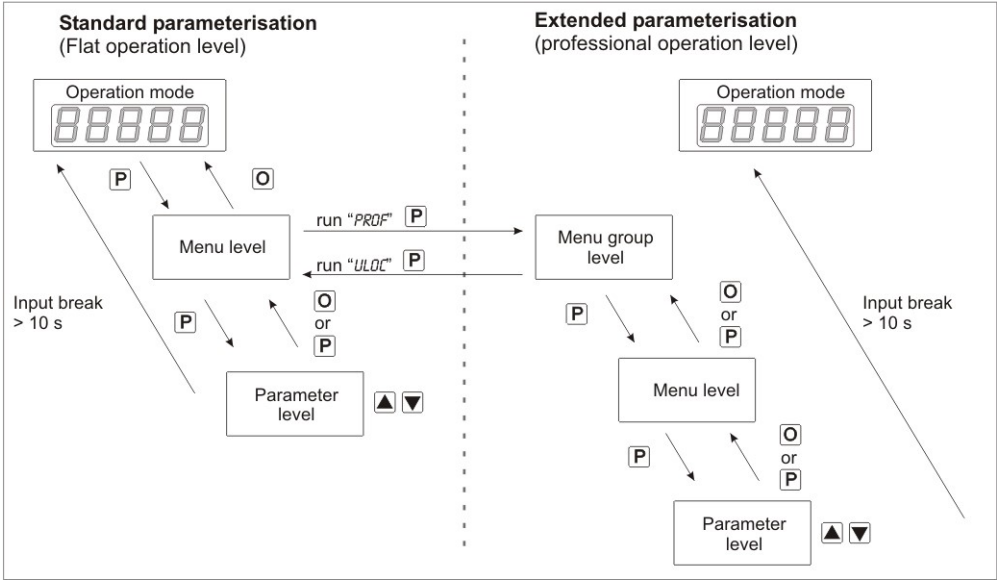 Standard parameterisation
(Flat operation level)
Operation mode
88888
P
O
Menu level
run “PROF” P
run “ULOC” P
Input break
> 10 s
P
O
or
P
Parameter
level
▲ ▼
Extended parameterisation
(professional operation level)
Operation mode
88888
Menu group
level
P
O
or
P
Input break
> 10 s
Menu level
P
O
or
P
Parameter
level
▲ ▼